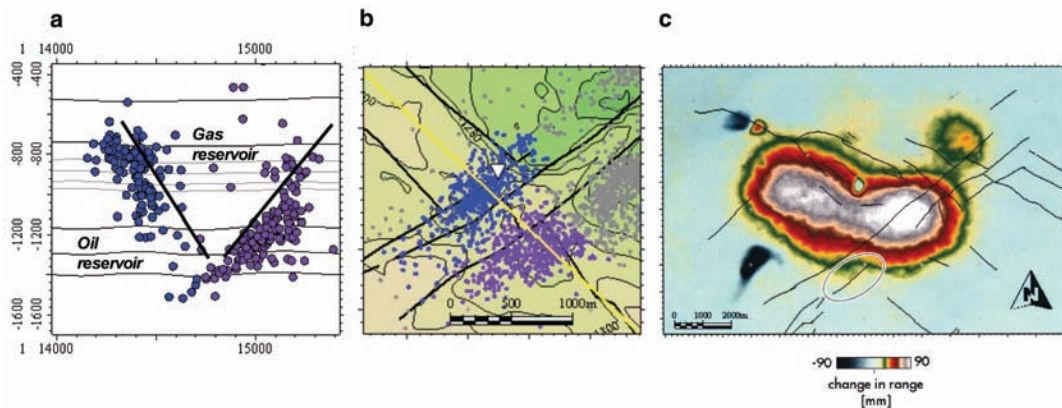 a
b
c
1 14000 15000
-400 -400
-800 -800
-1200 -1200
-1600 -1600
Gas
reservoir
Oil
reservoir
1 14000 15000
0 500 1000m
1300
0 1000 2000m
N
-90 90
change in range
[mm]